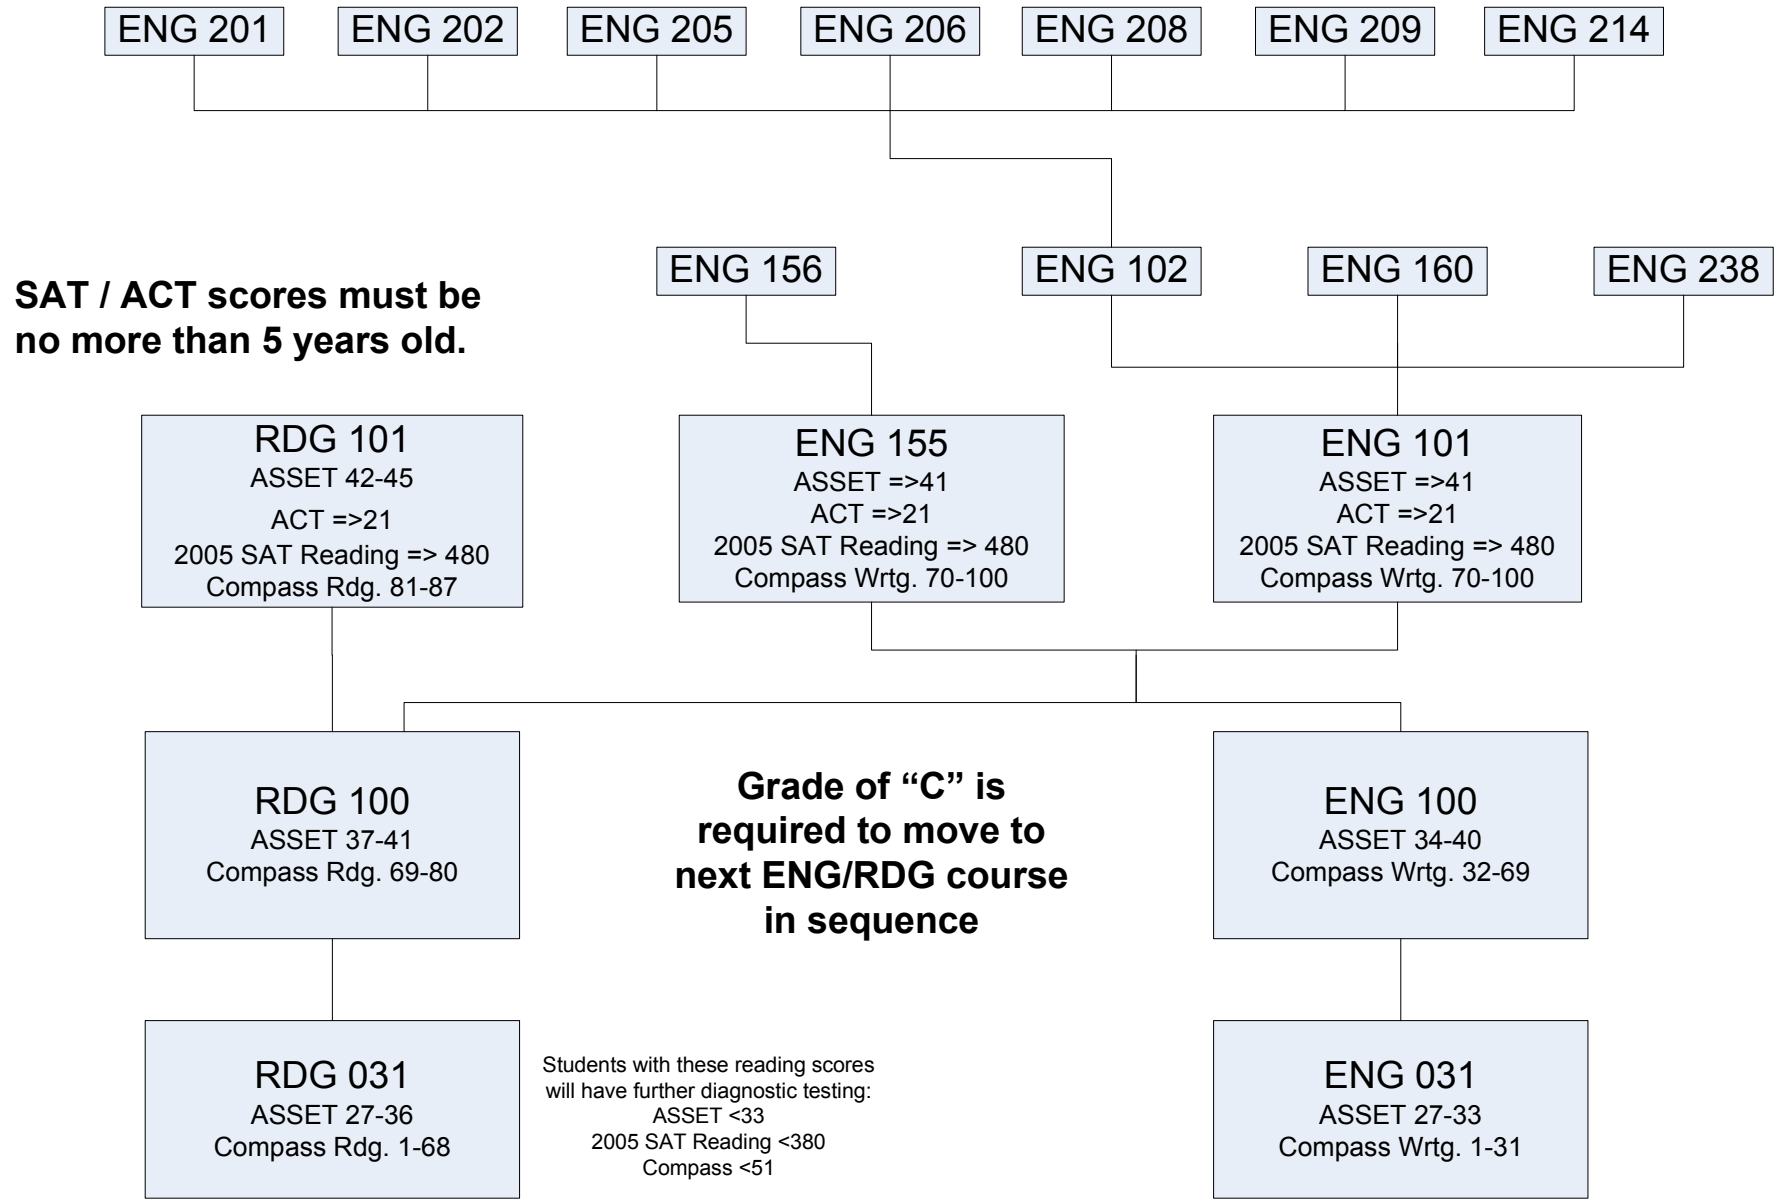 ENG 201
ENG 202
ENG 205
ENG 206
ENG 208
ENG 209
ENG 214
ENG 156
ENG 102
ENG 160
ENG 238
SAT / ACT scores must be
no more than 5 years old.
RDG 101
ASSET 42-45
ACT =>21
2005 SAT Reading => 480
Compass Rdg. 81-87
ENG 155
ASSET =>41
ACT =>21
2005 SAT Reading => 480
Compass Wrtg. 70-100
ENG 101
ASSET =>41
ACT =>21
2005 SAT Reading => 480
Compass Wrtg. 70-100
RDG 100
ASSET 37-41
Compass Rdg. 69-80
Grade of “C” is
required to move to
next ENG/RDG course
in sequence
ENG 100
ASSET 34-40
Compass Wrtg. 32-69
RDG 031
ASSET 27-36
Compass Rdg. 1-68
Students with these reading scores
will have further diagnostic testing:
ASSET <33
2005 SAT Reading <380
Compass <51
ENG 031
ASSET 27-33
Compass Wrtg. 1-31